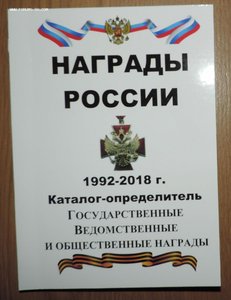 НАГРАДЫ
РОССИИ
1992-2018 г.
Каталог-определитель
Государственные
Ведомственные
и общественные награды